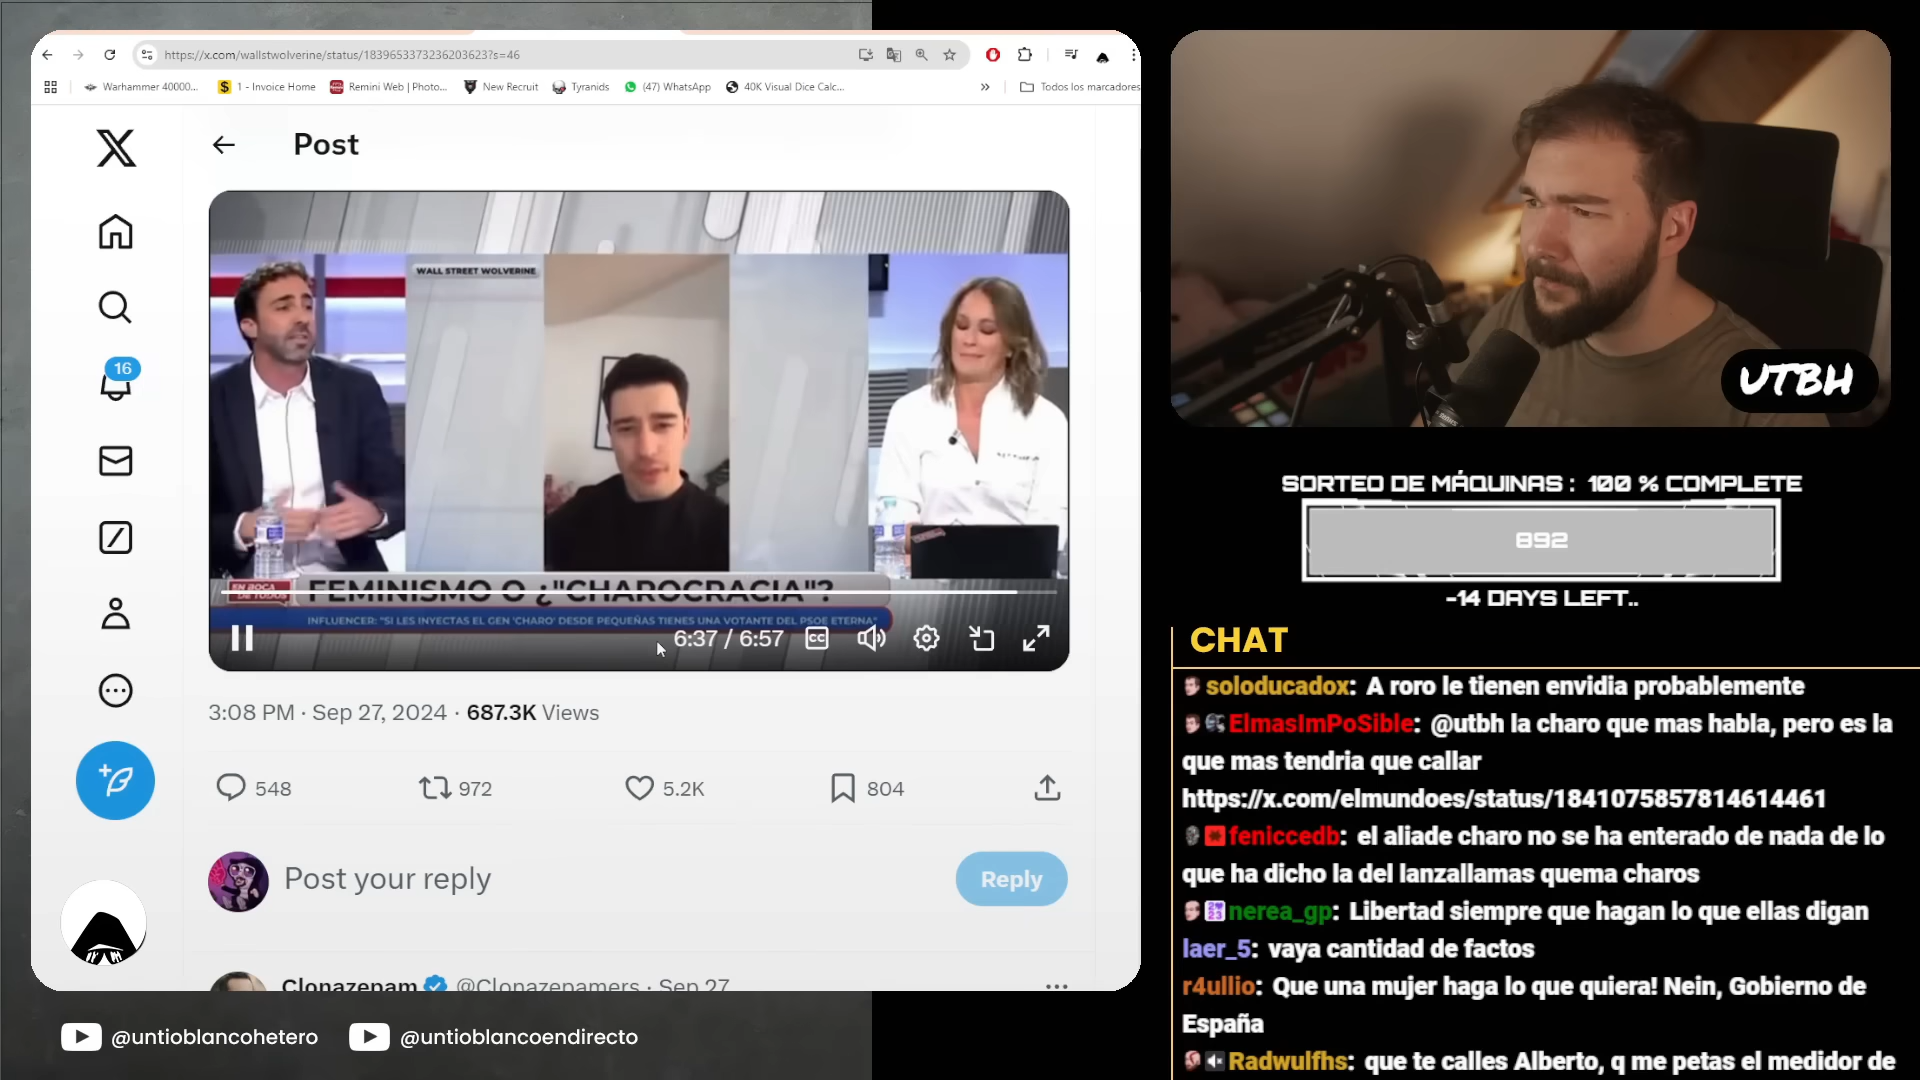 https://x.com/wallstwolverine/status/1839653373236203623?s=46
Warhammer 40000...
1 - Invoice Home
Remini Web | Photo...
New Recruit
Tyranids
(47) WhatsApp
40K Visual Dice Calc...
»
Todos los marcadores
Post
16
WALL STREET WOLVERINE
EN BOCA DE TODOS
FEMINISMO O ¿"CHAROCRACIA"?
INFLUENCER: "SI LES INYECTAS EL GEN 'CHARO' DESDE PEQUEÑAS TIENES UNA VOTANTE DEL PSOE ETERNA"
6:37 / 6:57
CC
3:08 PM · Sep 27, 2024 · 687.3K Views
548
972
5.2K
804
Post your reply
Reply
Clonazepam @Clonazepamers · Sep 27
@untioblancohetero
@untioblancoendirecto
UTBH
SORTEO DE MÁQUINAS : 100 % COMPLETE
892
-14 DAYS LEFT..
CHAT
soloducadox: A roro le tienen envidia probablemente
ElmasImPoSible: @utbh la charo que mas habla, pero es la
que mas tendria que callar
https://x.com/elmundoes/status/1841075857814614461
feniccedb: el aliade charo no se ha enterado de nada de lo
que ha dicho la del lanzallamas quema charos
nerea_gp: Libertad siempre que hagan lo que ellas digan
laer_5: vaya cantidad de factos
r4ullio: Que una mujer haga lo que quiera! Nein, Gobierno de
España
Radwulfhs: que te calles Alberto, q me petas el medidor de